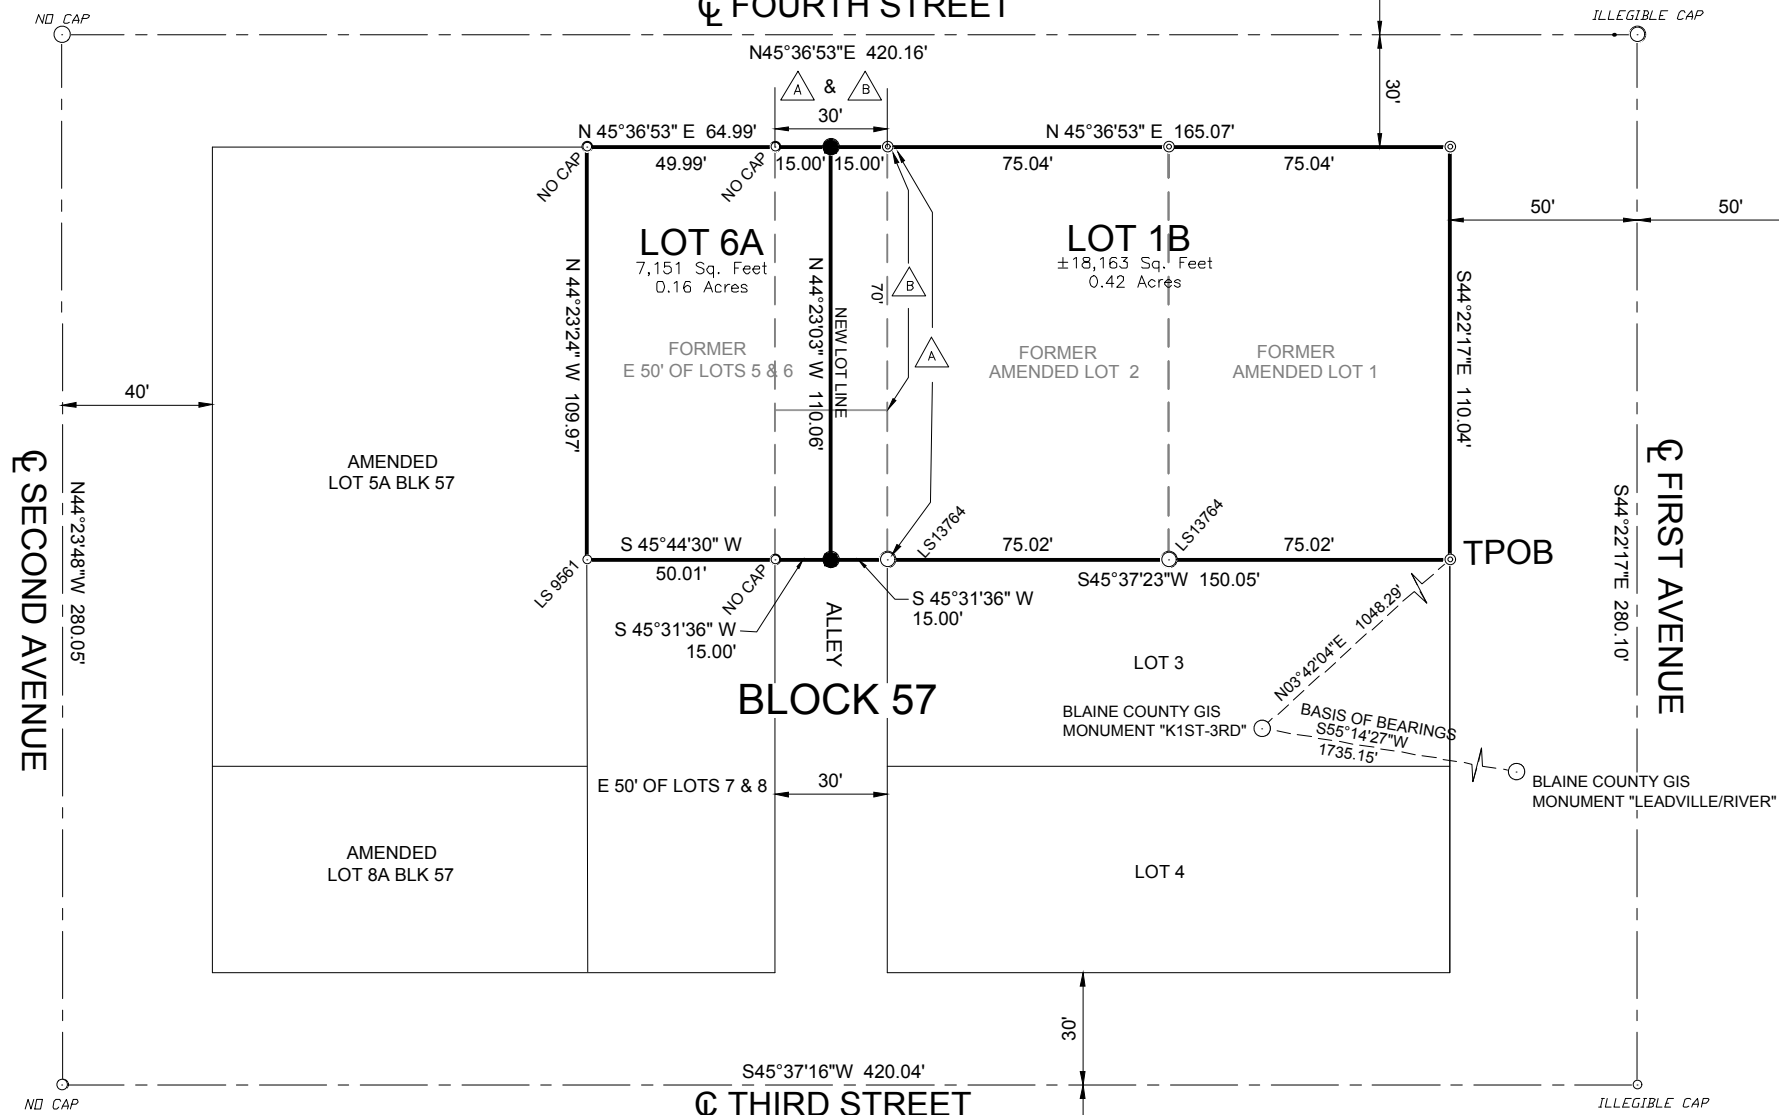 NO CAP
℄ FOURTH STREET
ILLEGIBLE CAP
N45°36'53"E 420.16'
A & B
30'
30'
N 45°36'53" E 64.99'
N 45°36'53" E 165.07'
49.99'
15.00'
15.00'
75.04'
75.04'
NO CAP
NO CAP
50'
50'
LOT 6A
7,151 Sq. Feet
0.16 Acres
LOT 1B
±18,163 Sq. Feet
0.42 Acres
N 44°23'24" W 109.97'
N 44°23'03" W 110.06'
NEW LOT LINE
70'
B
A
S44°22'17"E 110.04'
FORMER
E 50' OF LOTS 5 & 6
FORMER
AMENDED LOT 2
FORMER
AMENDED LOT 1
40'
AMENDED
LOT 5A BLK 57
℄ SECOND AVENUE
N44°23'48"W 280.05'
S44°22'17"E 280.10'
℄ FIRST AVENUE
LS 9561
S 45°44'30" W
50.01'
NO CAP
LS13764
75.02'
LS13764
75.02'
TPOB
S45°37'23"W 150.05'
S 45°31'36" W
15.00'
S 45°31'36" W
15.00'
ALLEY
N03°42'04"E 1048.29'
LOT 3
BLOCK 57
BLAINE COUNTY GIS
MONUMENT "K1ST-3RD"
BASIS OF BEARINGS
S55°14'27"W
1735.15'
BLAINE COUNTY GIS
MONUMENT "LEADVILLE/RIVER"
E 50' OF LOTS 7 & 8
30'
AMENDED
LOT 8A BLK 57
LOT 4
30'
S45°37'16"W 420.04'
℄ THIRD STREET
NO CAP
ILLEGIBLE CAP